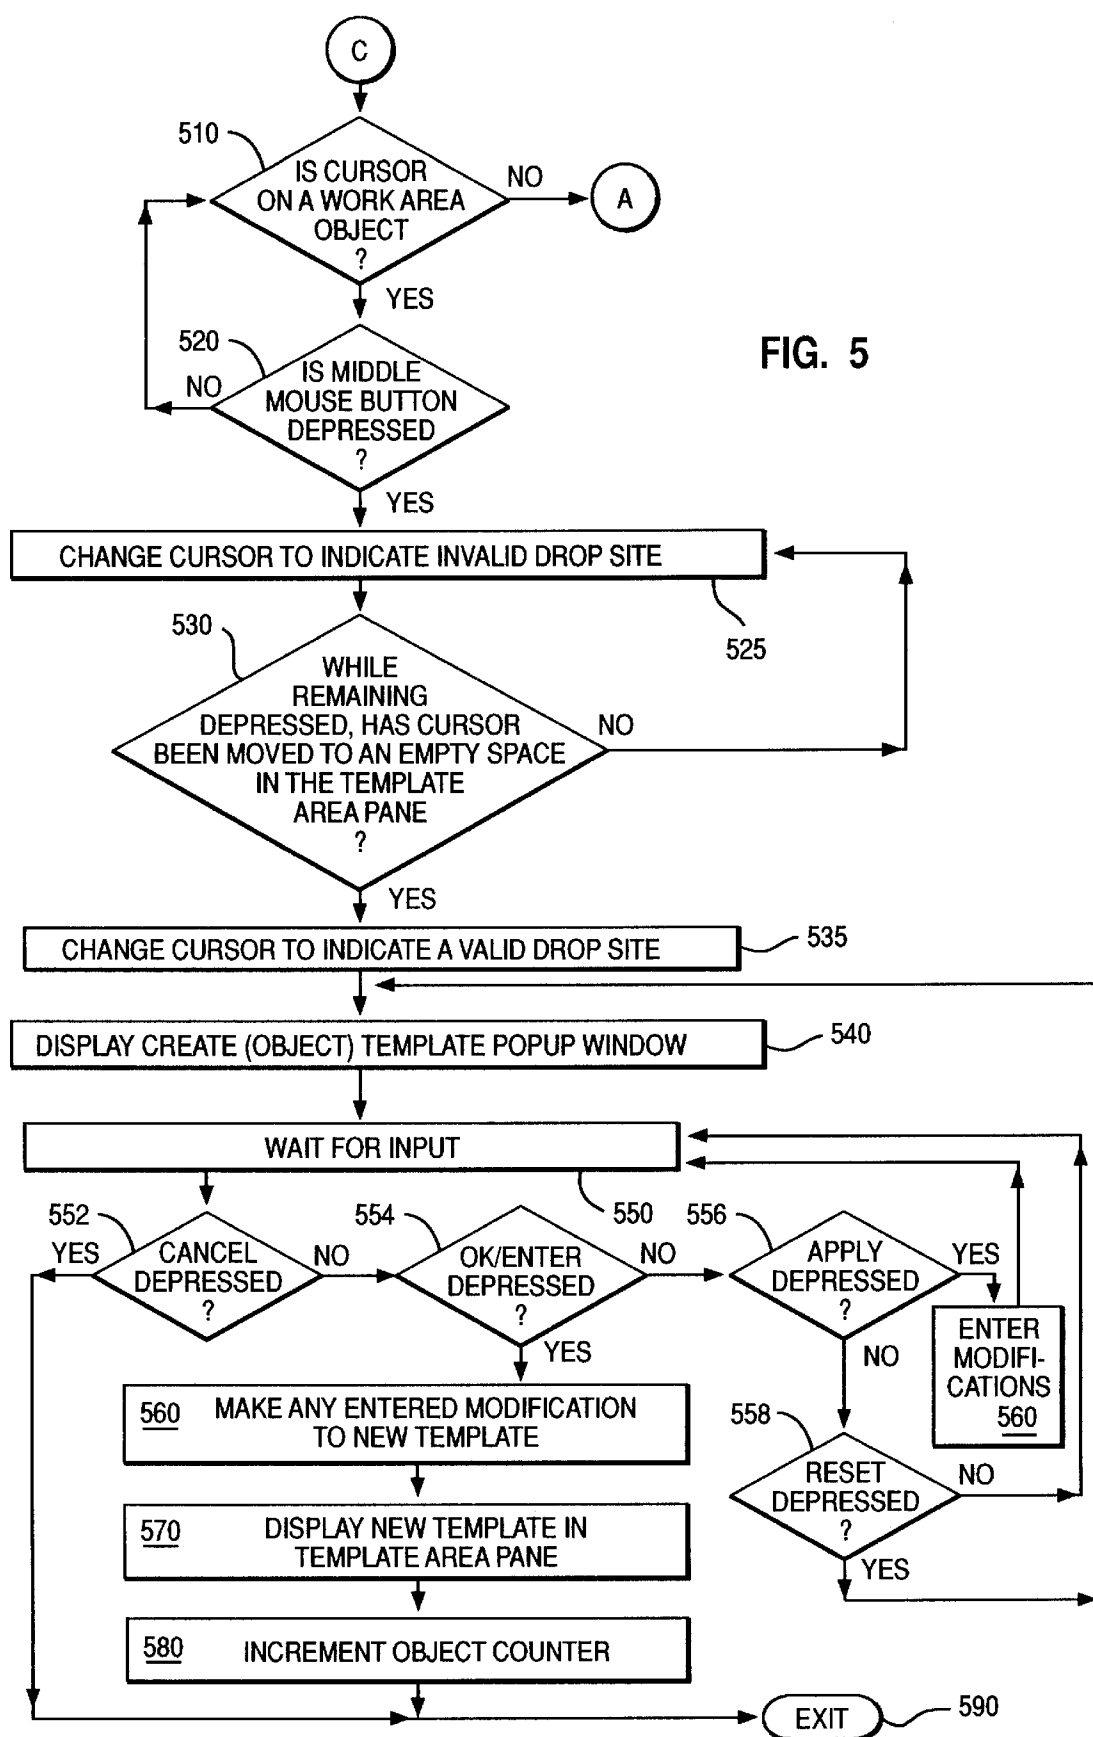 C
510
IS CURSOR
ON A WORK AREA
OBJECT
?
NO
A
YES
520
IS MIDDLE
MOUSE BUTTON
DEPRESSED
?
NO
FIG. 5
YES
CHANGE CURSOR TO INDICATE INVALID DROP SITE
525
530
WHILE
REMAINING
DEPRESSED, HAS CURSOR
BEEN MOVED TO AN EMPTY SPACE
IN THE TEMPLATE
AREA PANE
?
NO
YES
CHANGE CURSOR TO INDICATE A VALID DROP SITE
535
DISPLAY CREATE (OBJECT) TEMPLATE POPUP WINDOW
540
WAIT FOR INPUT
550
552
YES
CANCEL
DEPRESSED
?
NO
554
OK/ENTER
DEPRESSED
?
NO
556
APPLY
DEPRESSED
?
YES
ENTER
MODIFI-
CATIONS
560
YES
NO
560
MAKE ANY ENTERED MODIFICATION
TO NEW TEMPLATE
558
RESET
DEPRESSED
?
NO
YES
570
DISPLAY NEW TEMPLATE IN
TEMPLATE AREA PANE
580
INCREMENT OBJECT COUNTER
EXIT
590